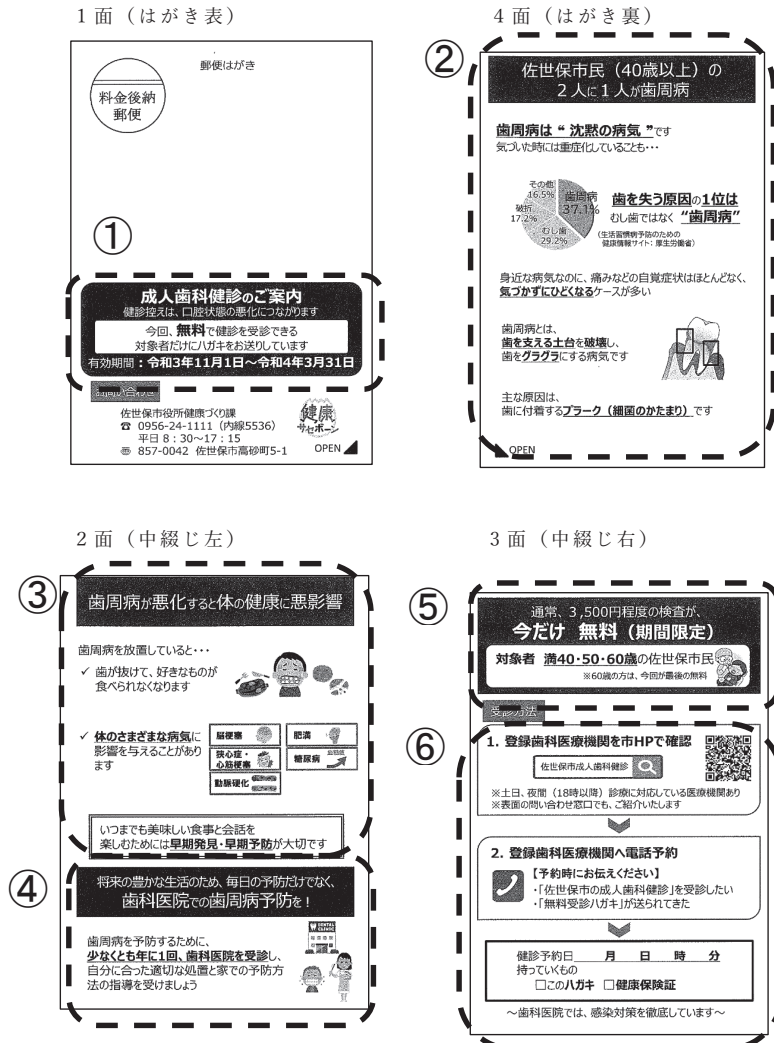 1面（はがき表）
郵便はがき
料金後納
郵便
①
成人歯科健診のご案内
健診控えは、口腔状態の悪化につながります
今回、無料で健診を受診できる
対象者だけにハガキをお送りしています
有効期間：令和3年11月1日～令和4年3月31日
お問い合わせ
佐世保市役所健康づくり課
☎ 0956-24-1111（内線5536）
平日 8：30～17：15
〠 857-0042 佐世保市高砂町5-1
健康
サセボーン
OPEN
4面（はがき裏）
②
佐世保市民（40歳以上）の
2人に1人が歯周病
歯周病は“沈黙の病気”です
気づいた時には重症化していることも・・・
その他
16.5%
破折
17.2%
むし歯
29.2%
歯周病
37.1%
歯を失う原因の1位は
むし歯ではなく“歯周病”
（生活習慣病予防のための
健康情報サイト：厚生労働省）
身近な病気なのに、痛みなどの自覚症状はほとんどなく、
気づかずにひどくなるケースが多い
歯周病とは、
歯を支える土台を破壊し、
歯をグラグラにする病気です
主な原因は、
歯に付着するプラーク（細菌のかたまり）です
OPEN
2面（中綴じ左）
③
歯周病が悪化すると体の健康に悪影響
歯周病を放置していると・・・
✓ 歯が抜けて、好きなものが
食べられなくなります
✓ 体のさまざまな病気に
影響を与えることがあり
ます
脳梗塞
肥満
狭心症・
心筋梗塞
糖尿病
血糖値
動脈硬化
いつまでも美味しい食事と会話を
楽しむためには早期発見・早期予防が大切です
④
将来の豊かな生活のため、毎日の予防だけでなく、
歯科医院での歯周病予防を！
歯周病を予防するために、
少なくとも年に1回、歯科医院を受診し、
自分に合った適切な処置と家での予防方
法の指導を受けましょう
DENTAL
CLINIC
3面（中綴じ右）
⑤
通常、3,500円程度の検査が、
今だけ 無料（期間限定）
対象者 満40・50・60歳の佐世保市民
※60歳の方は、今回が最後の無料
受診方法
⑥
1. 登録歯科医療機関を市HPで確認
佐世保市成人歯科健診
※土日、夜間（18時以降）診療に対応している医療機関あり
※表面の問い合わせ窓口でも、ご紹介いたします
2. 登録歯科医療機関へ電話予約
【予約時にお伝えください】
・「佐世保市の成人歯科健診」を受診したい
・「無料受診ハガキ」が送られてきた
健診予約日 月 日 時 分
持っていくもの
□このハガキ □健康保険証
～歯科医院では、感染対策を徹底しています～